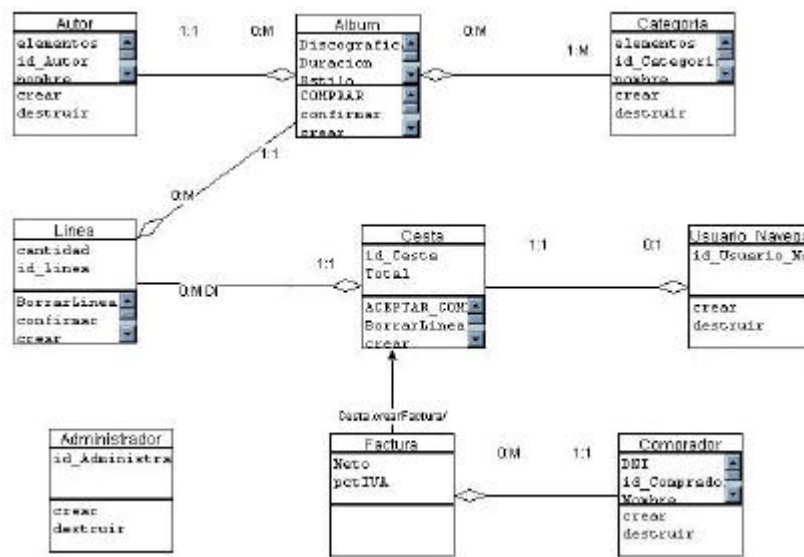 Autor
elementos
id_Autor
nombre
crear
destruir
1:1
0:M
Album
Discografic
Duracion
Estilo
COMPRAR
confirmar
crear
0:M
1:M
Categoria
elementos
id_Categori
nombre
crear
destruir
1:1
0:M
Linea
cantidad
id_linea
BorrarLinea
confirmar
crear
1:1
0:M DI
Cesta
id_Cesta
Total
ACEPTAR_COM
BorrarLinea
crear
1:1
0:1
id_Usuario_N
crear
destruir
Cesta.crearFactura/
Administrador
id_Administra
crear
destruir
Factura
Neto
pctIVA
0:M
1:1
Comprador
DNI
id_Comprado
Nombre
crear
destruir